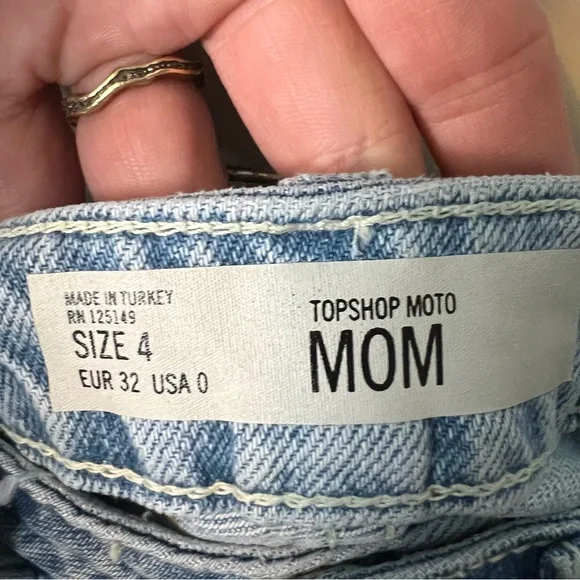 MADE IN TURKEY
RN 125149
SIZE 4
EUR 32 USA 0
TOPSHOP MOTO
MOM